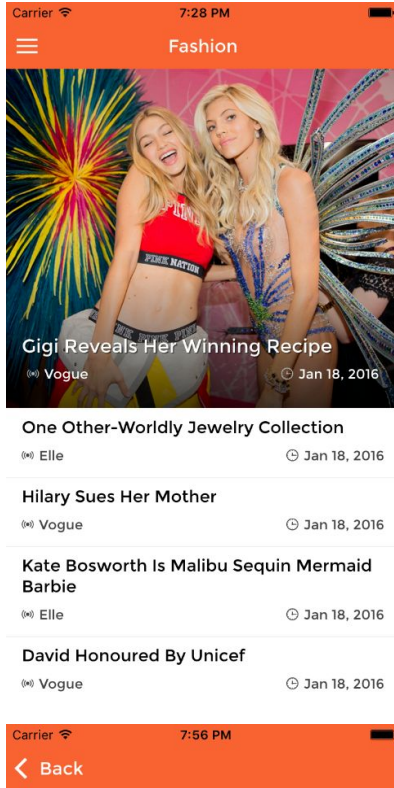 Carrier 7:28 PM
Fashion
PINK
PINK NATION
Gigi Reveals Her Winning Recipe
Vogue Jan 18, 2016
One Other-Worldly Jewelry Collection
Elle Jan 18, 2016
Hilary Sues Her Mother
Vogue Jan 18, 2016
Kate Bosworth Is Malibu Sequin Mermaid
Barbie
Elle Jan 18, 2016
David Honoured By Unicef
Vogue Jan 18, 2016
Carrier 7:56 PM
Back